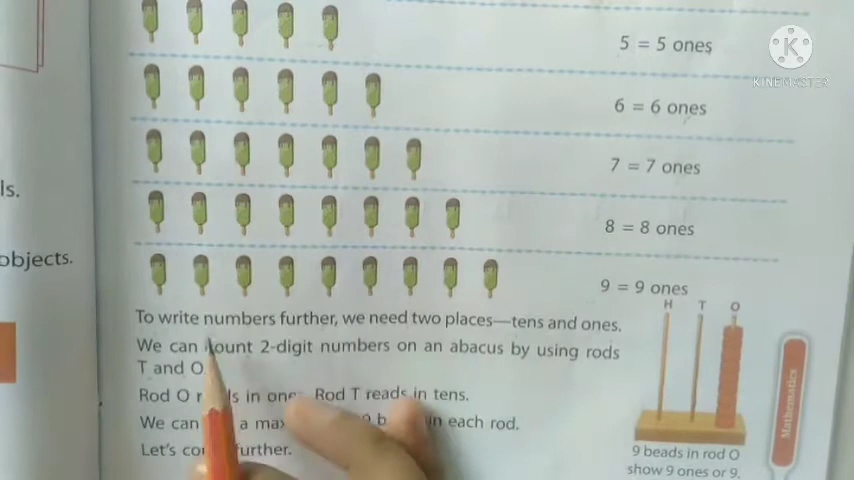 5 = 5 ones
6 = 6 ones
7 = 7 ones
8 = 8 ones
9 = 9 ones
ls.
objects.
To write numbers further, we need two places—tens and ones.
We can count 2-digit numbers on an abacus by using rods
T and O.
Rod O in ones. Rod T reads in tens.
We can a 9 in each rod.
Let's further.
H T O
9 beads in rod O
show 9 ones or 9.
Mathematics
K
KINEMASTER